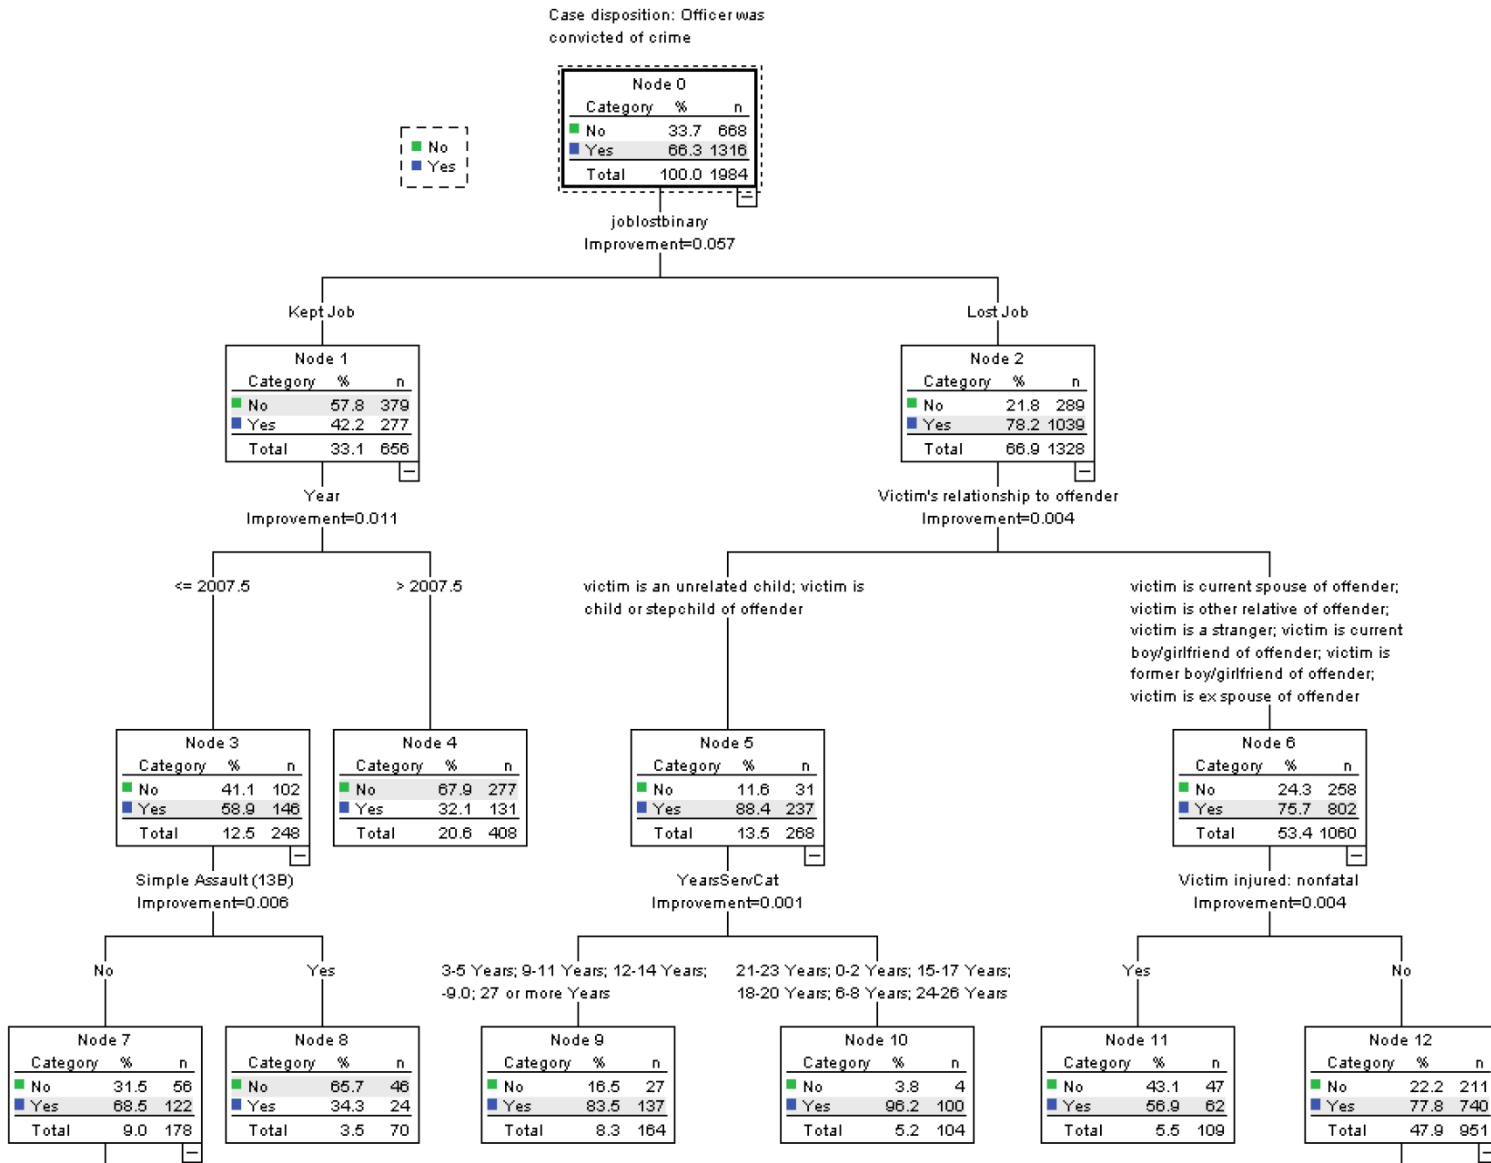 Case disposition: Officer was
convicted of crime
Node 0
Category % n
No 33.7 668
Yes 66.3 1316
Total 100.0 1984
No
Yes
joblostbinary
Improvement=0.057
Kept Job
Lost Job
Node 1
Category % n
No 57.8 379
Yes 42.2 277
Total 33.1 656
Node 2
Category % n
No 21.8 289
Yes 78.2 1039
Total 66.9 1328
Year
Improvement=0.011
Victim's relationship to offender
Improvement=0.004
<= 2007.5
> 2007.5
victim is an unrelated child; victim is
child or stepchild of offender
victim is current spouse of offender;
victim is other relative of offender;
victim is a stranger; victim is current
boy/girlfriend of offender; victim is
former boy/girlfriend of offender;
victim is ex spouse of offender
Node 3
Category % n
No 41.1 102
Yes 58.9 146
Total 12.5 248
Node 4
Category % n
No 67.9 277
Yes 32.1 131
Total 20.6 408
Node 5
Category % n
No 11.6 31
Yes 88.4 237
Total 13.5 268
Node 6
Category % n
No 24.3 258
Yes 75.7 802
Total 53.4 1060
Simple Assault (13B)
Improvement=0.006
YearsServCat
Improvement=0.001
Victim injured: nonfatal
Improvement=0.004
No
Yes
3-5 Years; 9-11 Years; 12-14 Years;
-9.0; 27 or more Years
21-23 Years; 0-2 Years; 15-17 Years;
18-20 Years; 6-8 Years; 24-26 Years
Yes
No
Node 7
Category % n
No 31.5 56
Yes 68.5 122
Total 9.0 178
Node 8
Category % n
No 65.7 46
Yes 34.3 24
Total 3.5 70
Node 9
Category % n
No 16.5 27
Yes 83.5 137
Total 8.3 164
Node 10
Category % n
No 3.8 4
Yes 96.2 100
Total 5.2 104
Node 11
Category % n
No 43.1 47
Yes 56.9 62
Total 5.5 109
Node 12
Category % n
No 22.2 211
Yes 77.8 740
Total 47.9 951